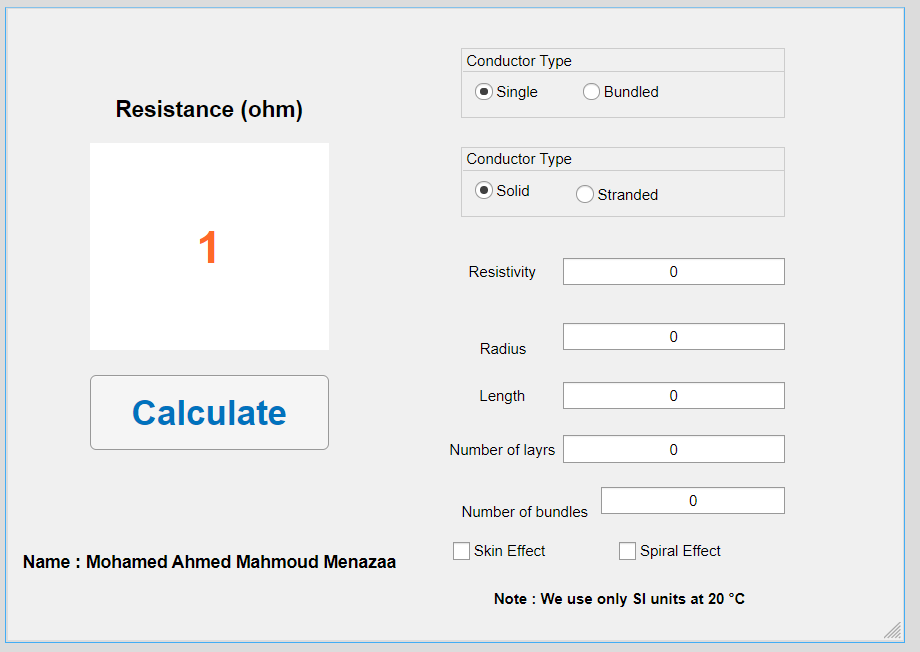 Resistance (ohm)
1
Calculate
Name : Mohamed Ahmed Mahmoud Menazaa
Conductor Type
Single Bundled
Conductor Type
Solid Stranded
Resistivity 0
Radius 0
Length 0
Number of layrs 0
Number of bundles 0
Skin Effect Spiral Effect
Note : We use only SI units at 20 °C